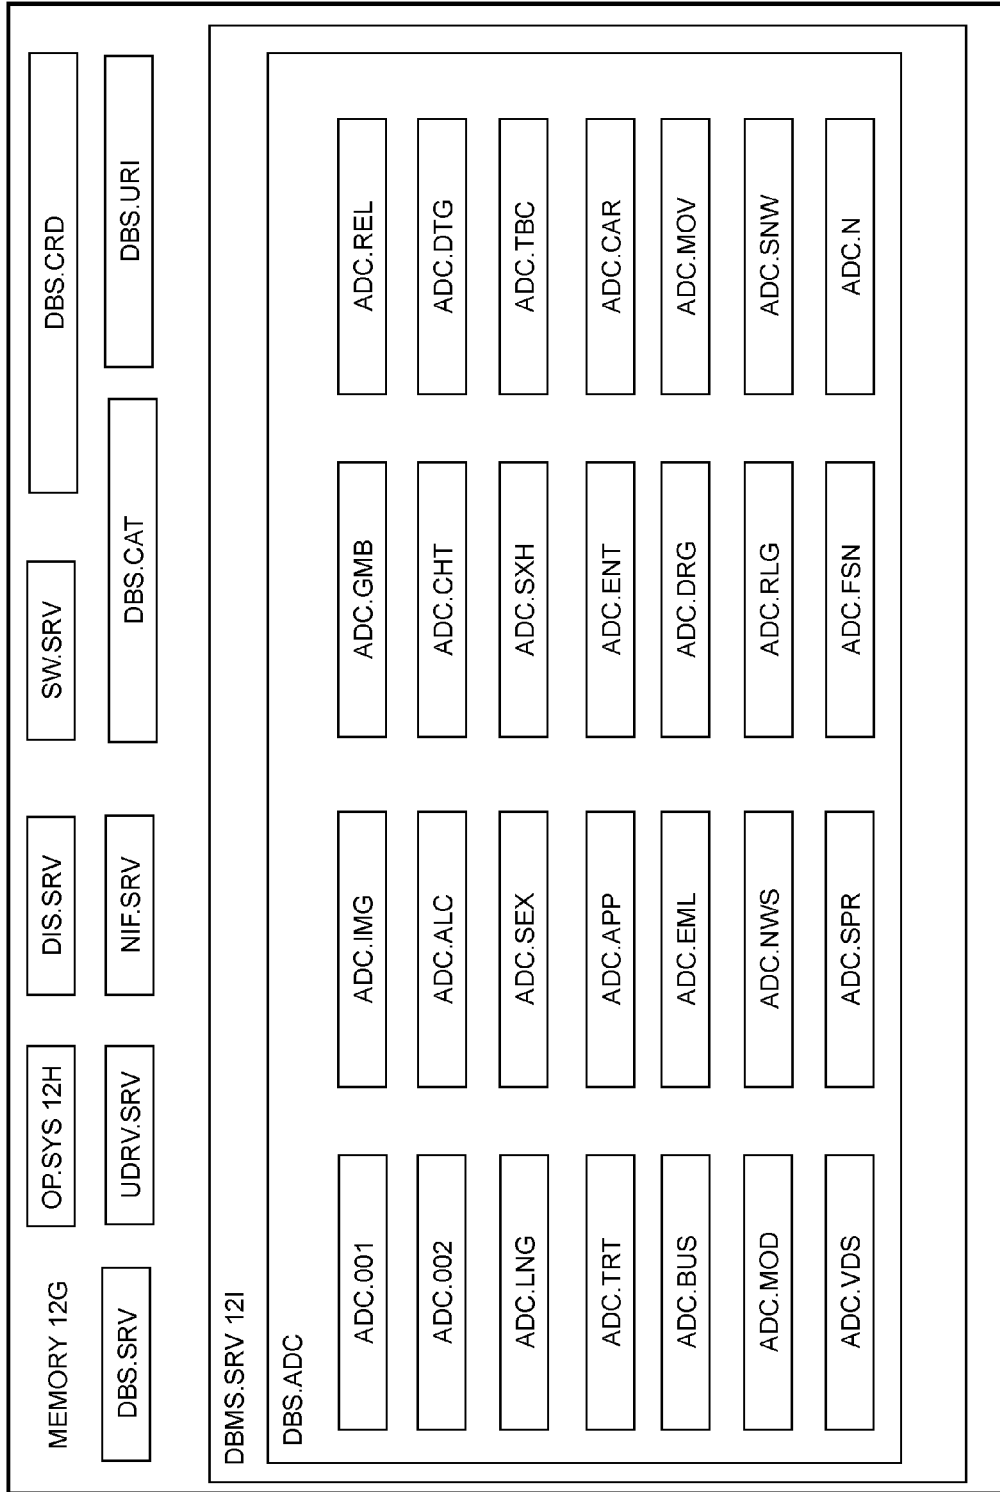 MEMORY 12G
OP.SYS 12H
DIS.SRV
SW.SRV
DBS.CRD
DBS.SRV
UDRV.SRV
NIF.SRV
DBS.CAT
DBS.URI
DBMS.SRV 12I
DBS.ADC
ADC.001
ADC.IMG
ADC.GMB
ADC.REL
ADC.002
ADC.ALC
ADC.CHT
ADC.DTG
ADC.LNG
ADC.SEX
ADC.SXH
ADC.TBC
ADC.TRT
ADC.APP
ADC.ENT
ADC.CAR
ADC.BUS
ADC.EML
ADC.DRG
ADC.MOV
ADC.MOD
ADC.NWS
ADC.RLG
ADC.SNW
ADC.VDS
ADC.SPR
ADC.FSN
ADC.N